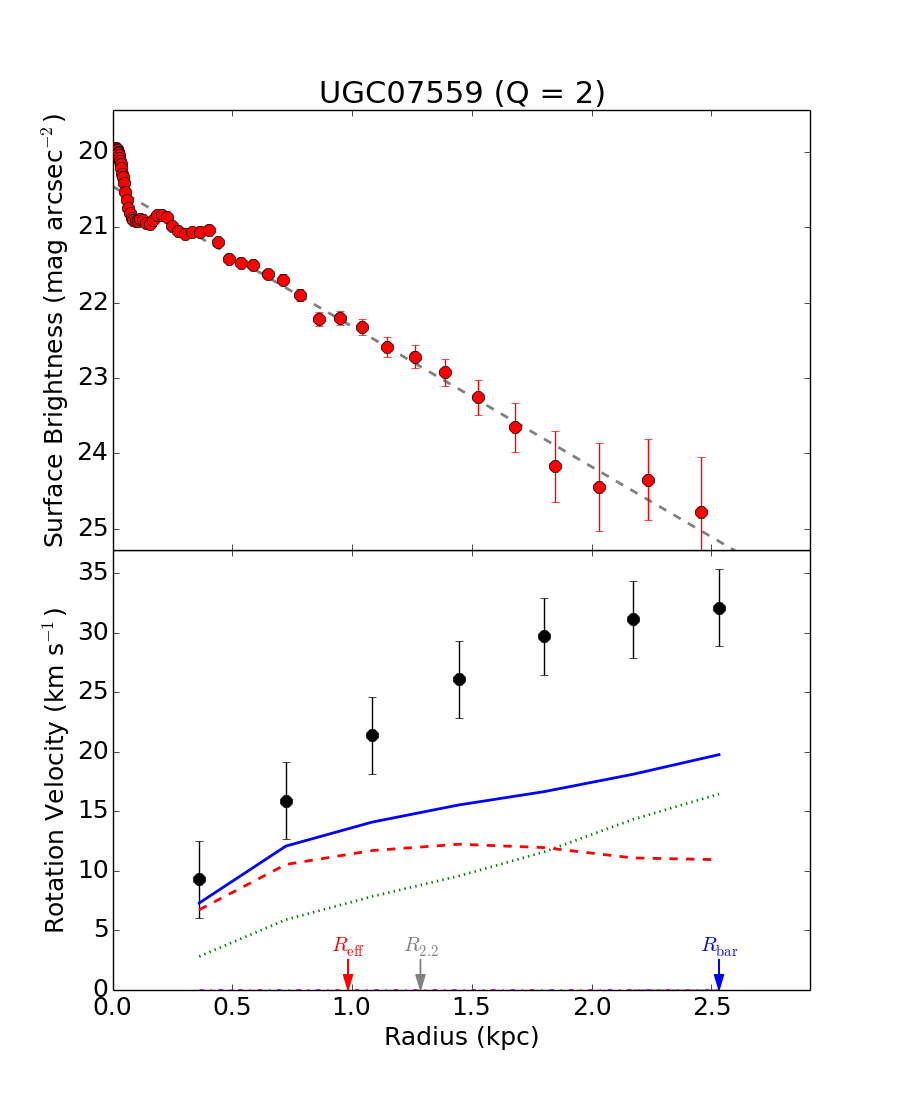 UGC07559 (Q = 2)
Surface Brightness (mag arcsec⁻²)
20
21
22
23
24
25
Rotation Velocity (km s⁻¹)
35
30
25
20
15
10
5
0
R_eff
R_2.2
R_bar
0.0 0.5 1.0 1.5 2.0 2.5
Radius (kpc)